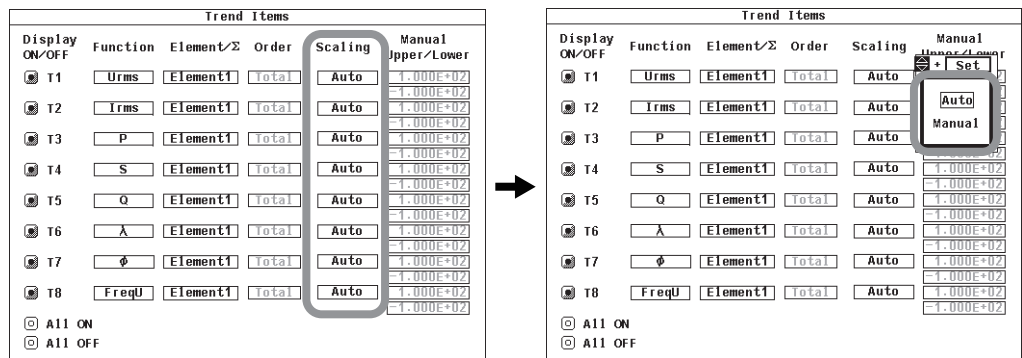 Trend Items
Display ON/OFF Function Element/Σ Order Scaling Manual Upper/Lower
T1 Urms Element1 Total Auto 1.000E+02
-1.000E+02
T2 Irms Element1 Total Auto 1.000E+02
-1.000E+02
T3 P Element1 Total Auto 1.000E+02
-1.000E+02
T4 S Element1 Total Auto 1.000E+02
-1.000E+02
T5 Q Element1 Total Auto 1.000E+02
-1.000E+02
T6 λ Element1 Total Auto 1.000E+02
-1.000E+02
T7 ϕ Element1 Total Auto 1.000E+02
-1.000E+02
T8 FreqU Element1 Total Auto 1.000E+02
-1.000E+02
All ON
All OFF
Trend Items
Display ON/OFF Function Element/Σ Order Scaling Manual Upper/Lower
+ Set
Auto
Manual
T1 Urms Element1 Total Auto
T2 Irms Element1 Total Auto
T3 P Element1 Total Auto
T4 S Element1 Total Auto 1.000E+02
-1.000E+02
T5 Q Element1 Total Auto 1.000E+02
-1.000E+02
T6 λ Element1 Total Auto 1.000E+02
-1.000E+02
T7 ϕ Element1 Total Auto 1.000E+02
-1.000E+02
T8 FreqU Element1 Total Auto 1.000E+02
-1.000E+02
All ON
All OFF